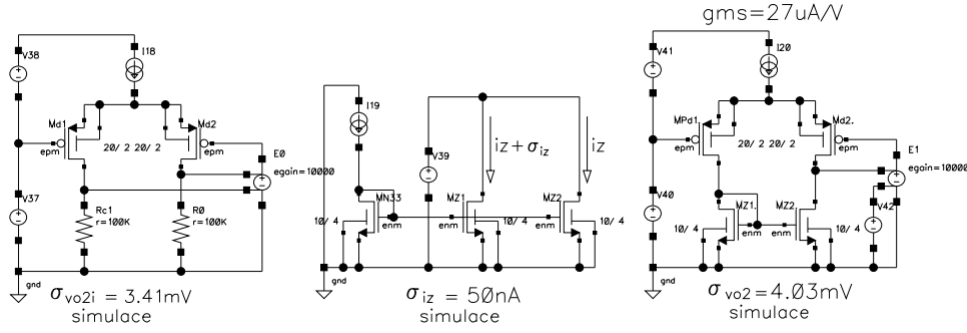 gms=27uA/V
V38
I18
Md1
Md2
epm
20/2 20/2
epm
E0
egain=10000
V37
Rc1
r=100K
R0
r=100K
gnd
σvo2i = 3.41mV
simulace
I19
V39
iz+σiz
iz
MN33
MZ1
MZ2
10/4
enm
enm
10/4
enm
10/4
gnd
σiz = 50nA
simulace
V41
I20
MPd1
Md2.
epm
20/2 20/2
epm
E1
egain=10000
V40
V42
MZ1.
MZ2.
10/4
enm
enm
10/4
gnd
σvo2=4.03mV
simulace